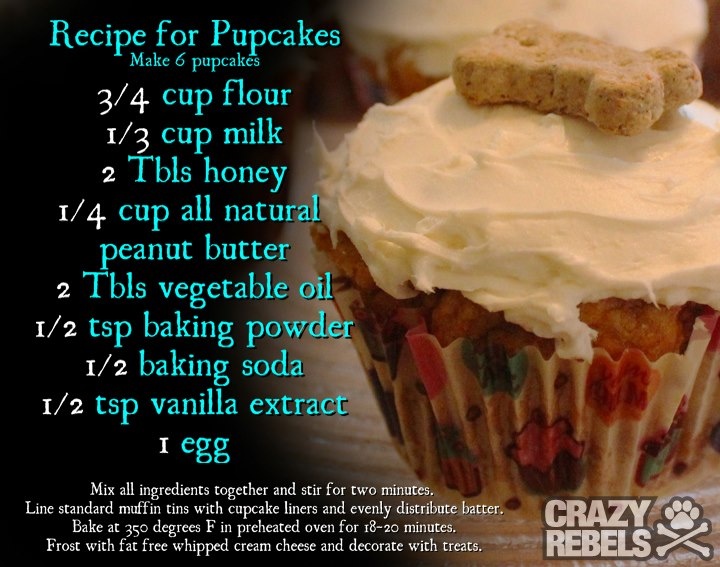 Recipe for Pupcakes
Make 6 pupcakes
3/4 cup flour
1/3 cup milk
2 Tbls honey
1/4 cup all natural
peanut butter
2 Tbls vegetable oil
1/2 tsp baking powder
1/2 baking soda
1/2 tsp vanilla extract
1 egg
Mix all ingredients together and stir for two minutes.
Line standard muffin tins with cupcake liners and evenly distribute batter.
Bake at 350 degrees F in preheated oven for 18-20 minutes.
Frost with fat free whipped cream cheese and decorate with treats.
CRAZY
REBELS